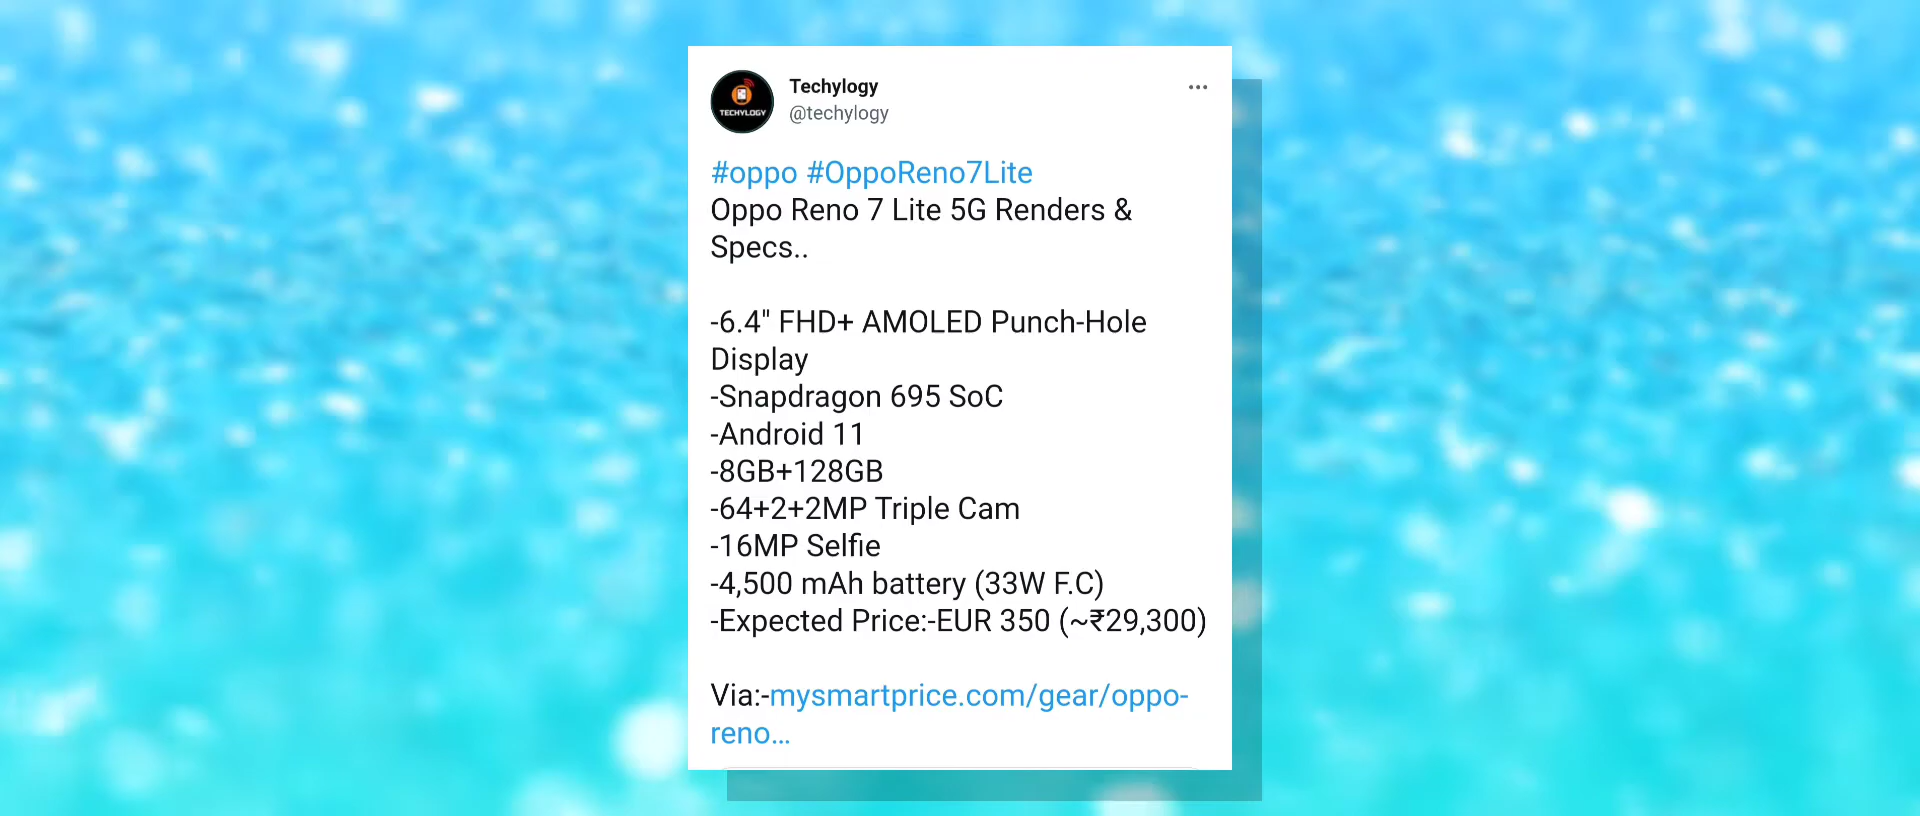 TECHYLOGY
Techylogy
@techylogy
#oppo #OppoReno7Lite
Oppo Reno 7 Lite 5G Renders &
Specs..
-6.4" FHD+ AMOLED Punch-Hole
Display
-Snapdragon 695 SoC
-Android 11
-8GB+128GB
-64+2+2MP Triple Cam
-16MP Selfie
-4,500 mAh battery (33W F.C)
-Expected Price:-EUR 350 (~₹29,300)
Via:-mysmartprice.com/gear/oppo-
reno…